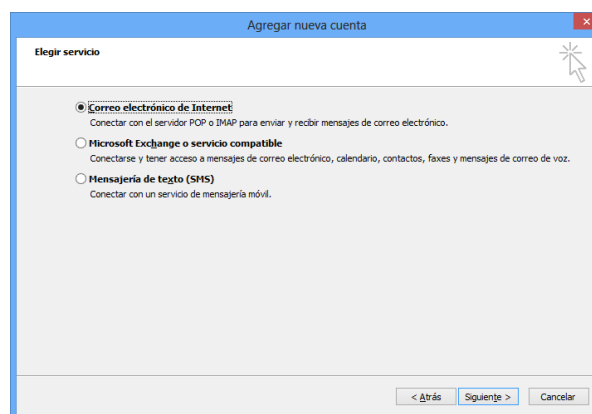 Agregar nueva cuenta
Elegir servicio
Correo electrónico de Internet
Conectar con el servidor POP o IMAP para enviar y recibir mensajes de correo electrónico.
Microsoft Exchange o servicio compatible
Conectarse y tener acceso a mensajes de correo electrónico, calendario, contactos, faxes y mensajes de correo de voz.
Mensajería de texto (SMS)
Conectar con un servicio de mensajería móvil.
< Atrás Siguiente > Cancelar